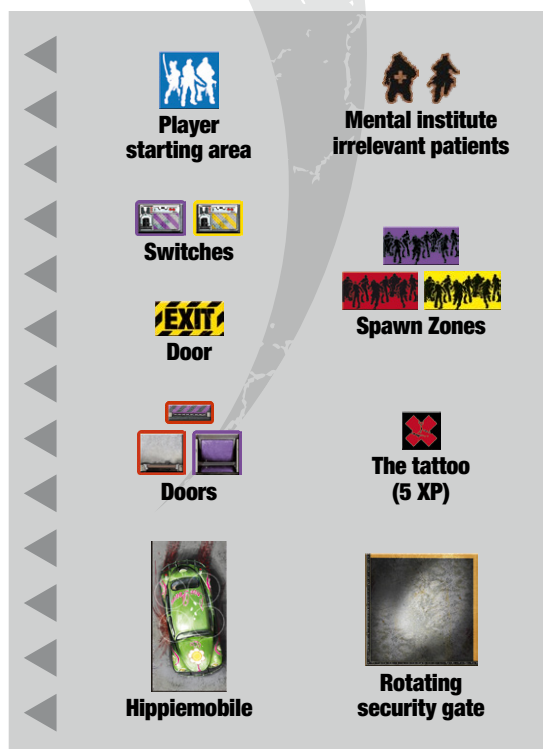 Player
starting area
Mental institute
irrelevant patients
Switches
Spawn Zones
EXIT
Door
Doors
The tattoo
(5 XP)
Hippiemobile
Rotating
security gate